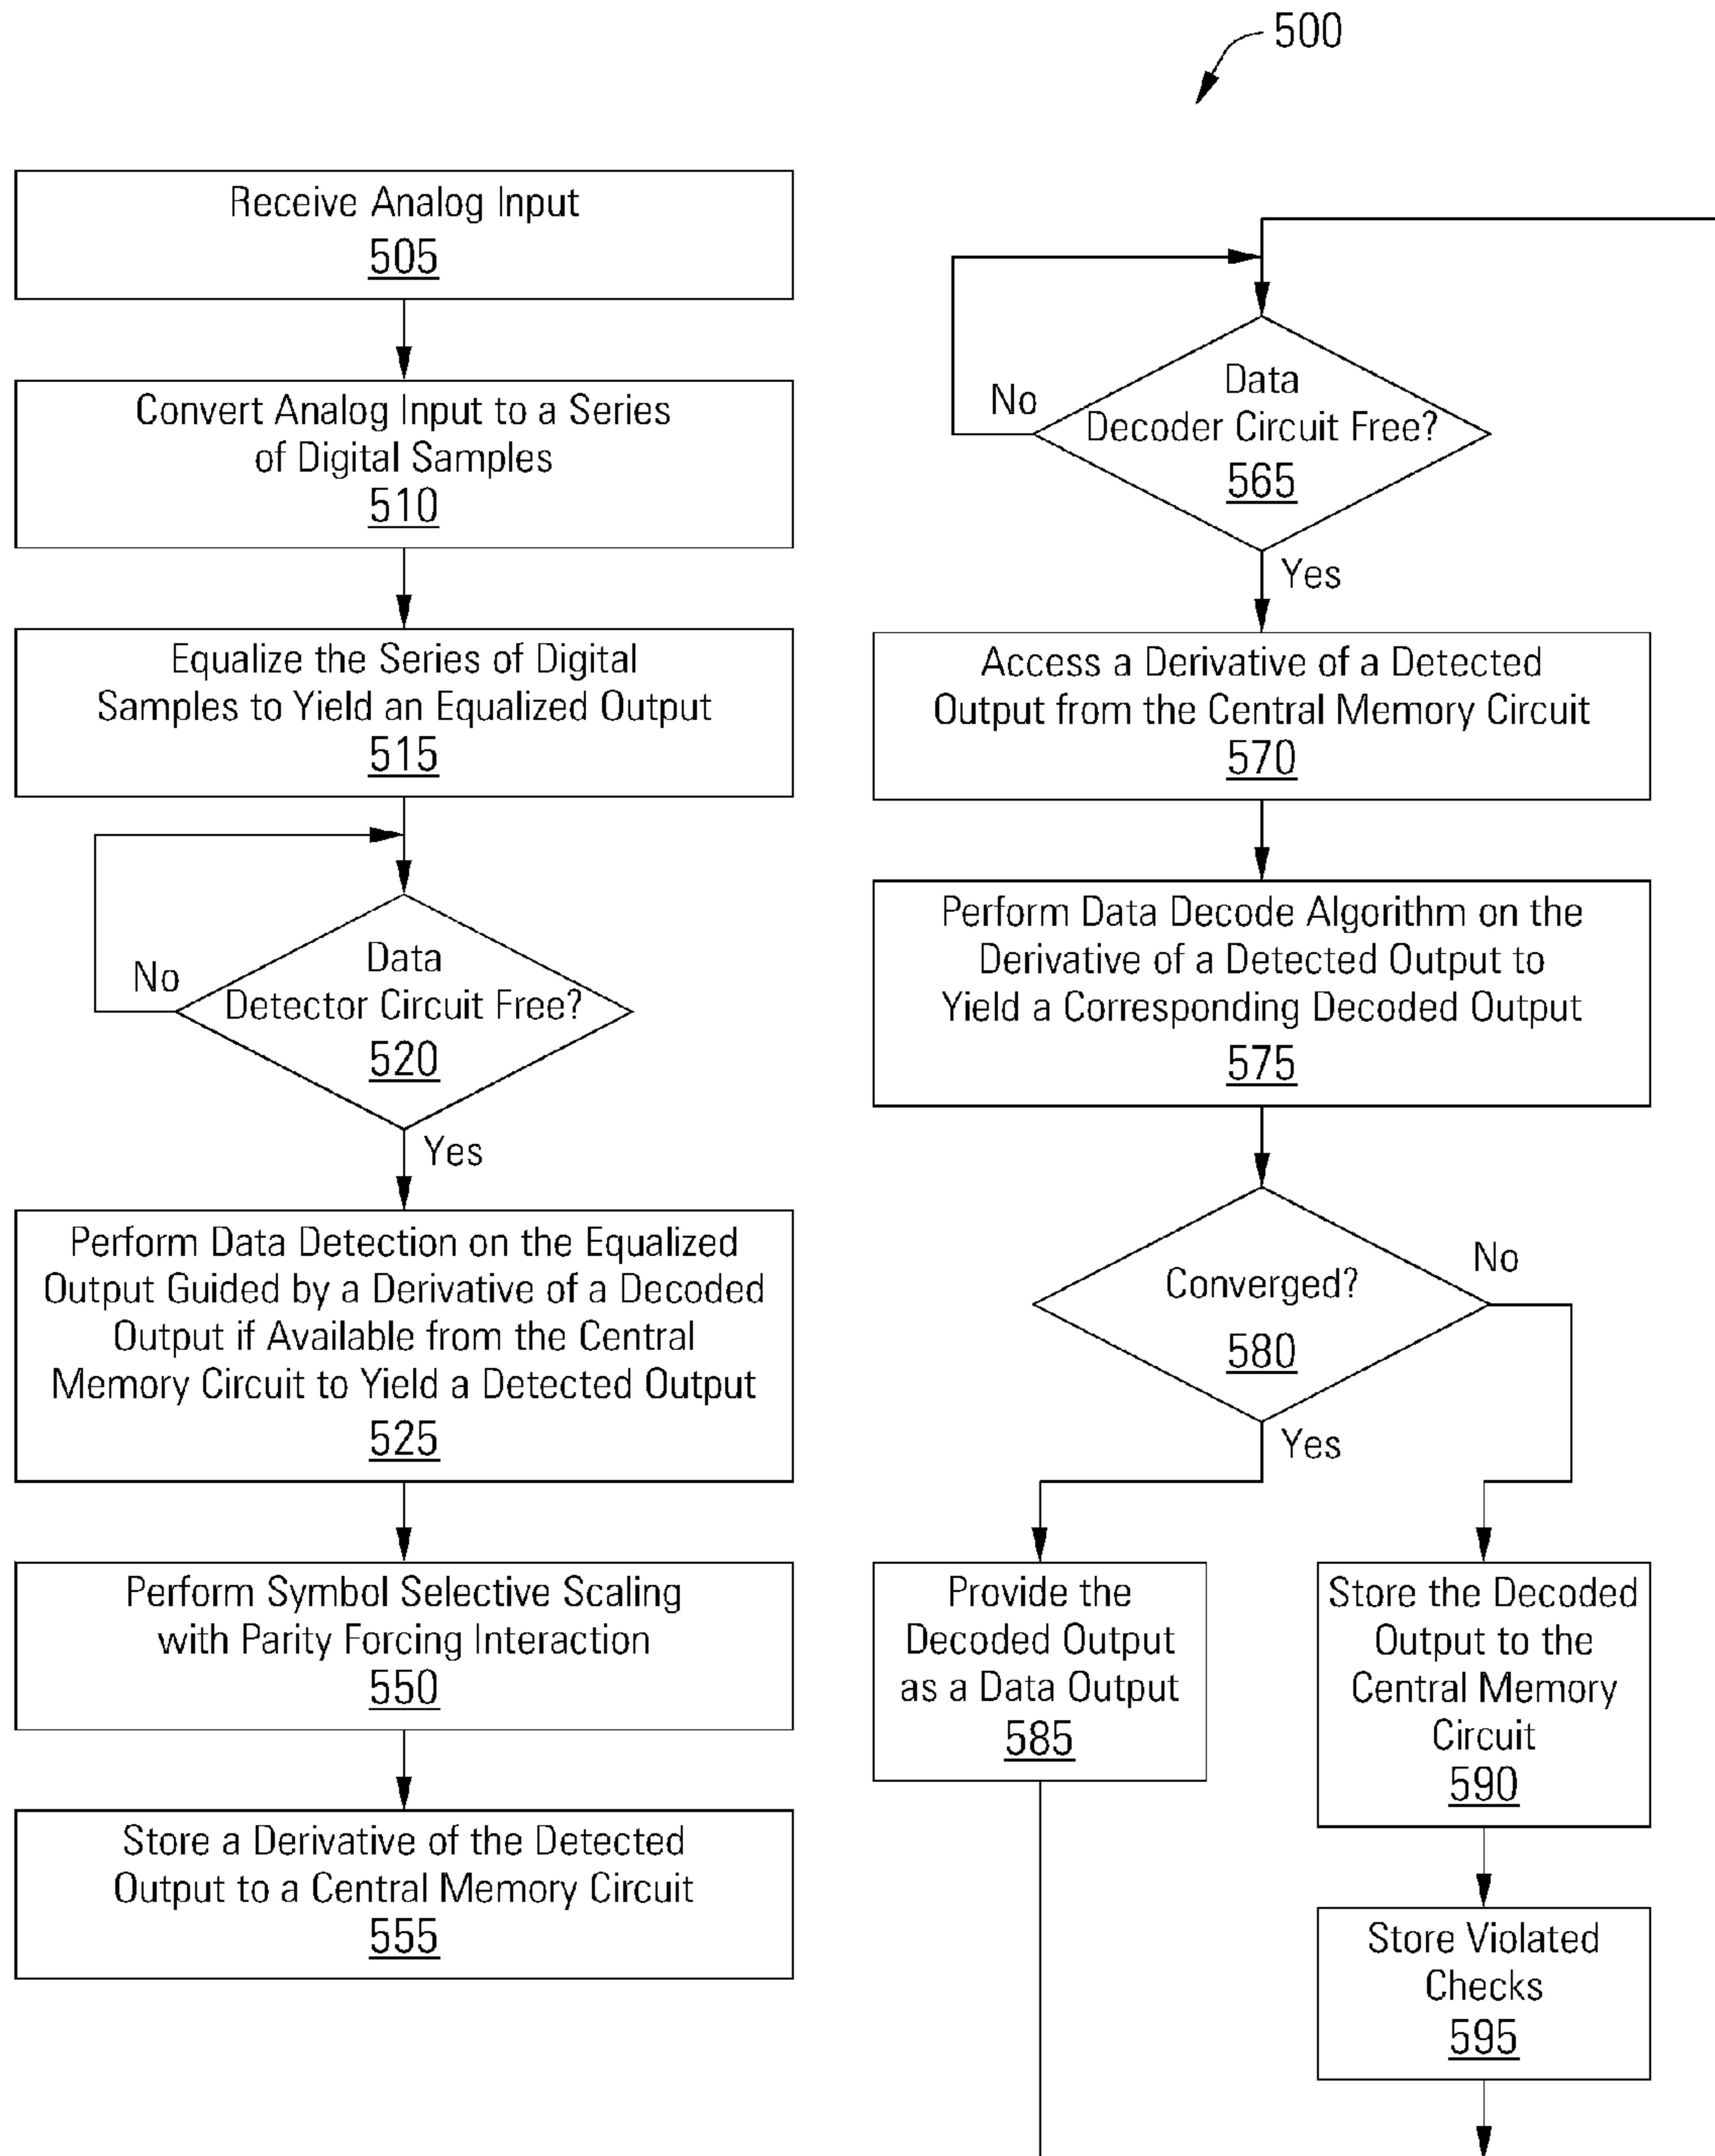 500
Receive Analog Input
505
Convert Analog Input to a Series
of Digital Samples
510
Equalize the Series of Digital
Samples to Yield an Equalized Output
515
Data
No
Detector Circuit Free?
520
Yes
Perform Data Detection on the Equalized
Output Guided by a Derivative of a Decoded
Output if Available from the Central
Memory Circuit to Yield a Detected Output
525
Perform Symbol Selective Scaling
with Parity Forcing Interaction
550
Store a Derivative of the Detected
Output to a Central Memory Circuit
555
Data
No
Decoder Circuit Free?
565
Yes
Access a Derivative of a Detected
Output from the Central Memory Circuit
570
Perform Data Decode Algorithm on the
Derivative of a Detected Output to
Yield a Corresponding Decoded Output
575
No
Converged?
580
Yes
Provide the
Decoded Output
as a Data Output
585
Store the Decoded
Output to the
Central Memory
Circuit
590
Store Violated
Checks
595